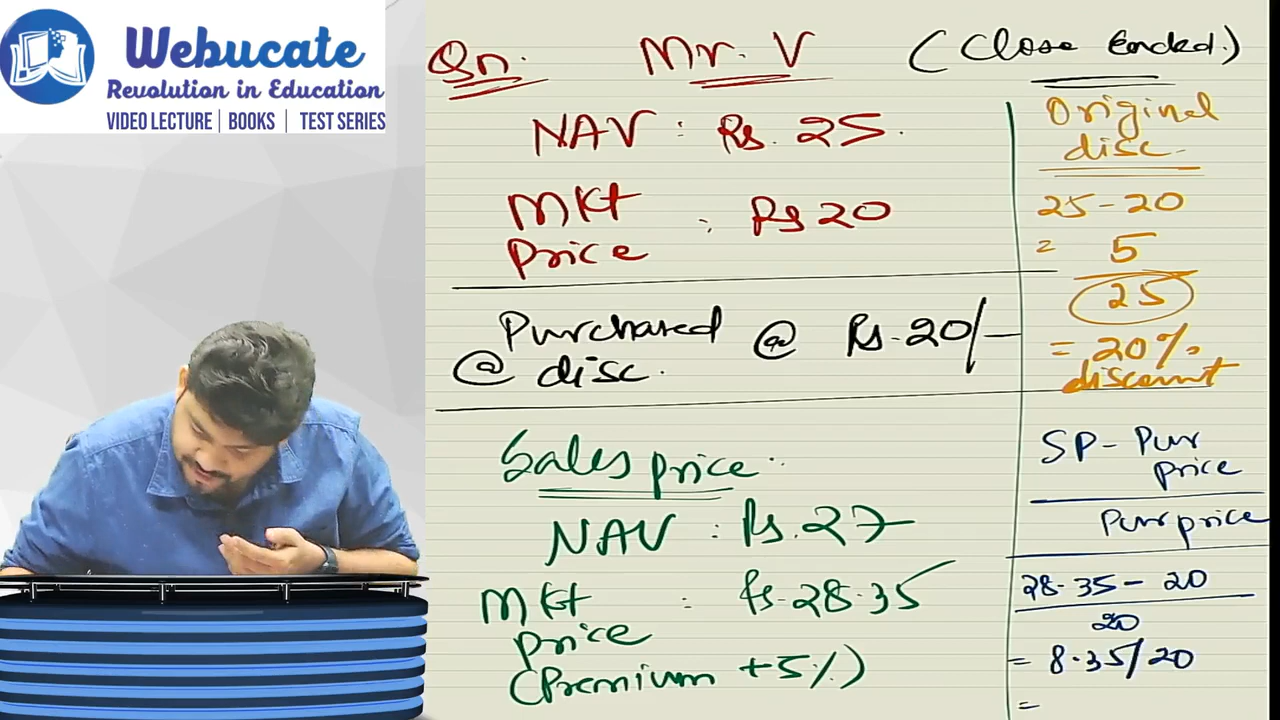 Webucate
Revolution in Education
VIDEO LECTURE | BOOKS | TEST SERIES
Qn. Mr. V (Close Ended.)
NAV : Rs. 25.
Mkt Price : Rs 20
Purchased @ Rs. 20/-
@ disc.
Sales price
NAV : Rs. 27
Mkt price : Rs. 28.35
(Premium +5%)
Original
disc.
25 - 20
= 5
25
= 20%
discount
SP - Pur
price
Purprice
28.35 - 20
20
= 8.35/20
=